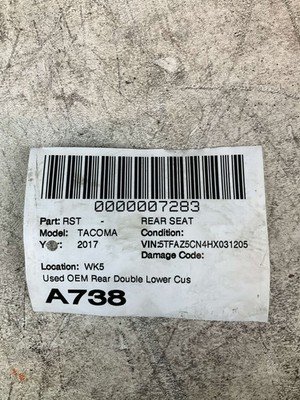 0000007283
Part: RST - REAR SEAT
Model: TACOMA Condition:
2017 VIN:5TFAZ5CN4HX031205
Damage Code:
Location: WK5
Used OEM Rear Double Lower Cus
A738